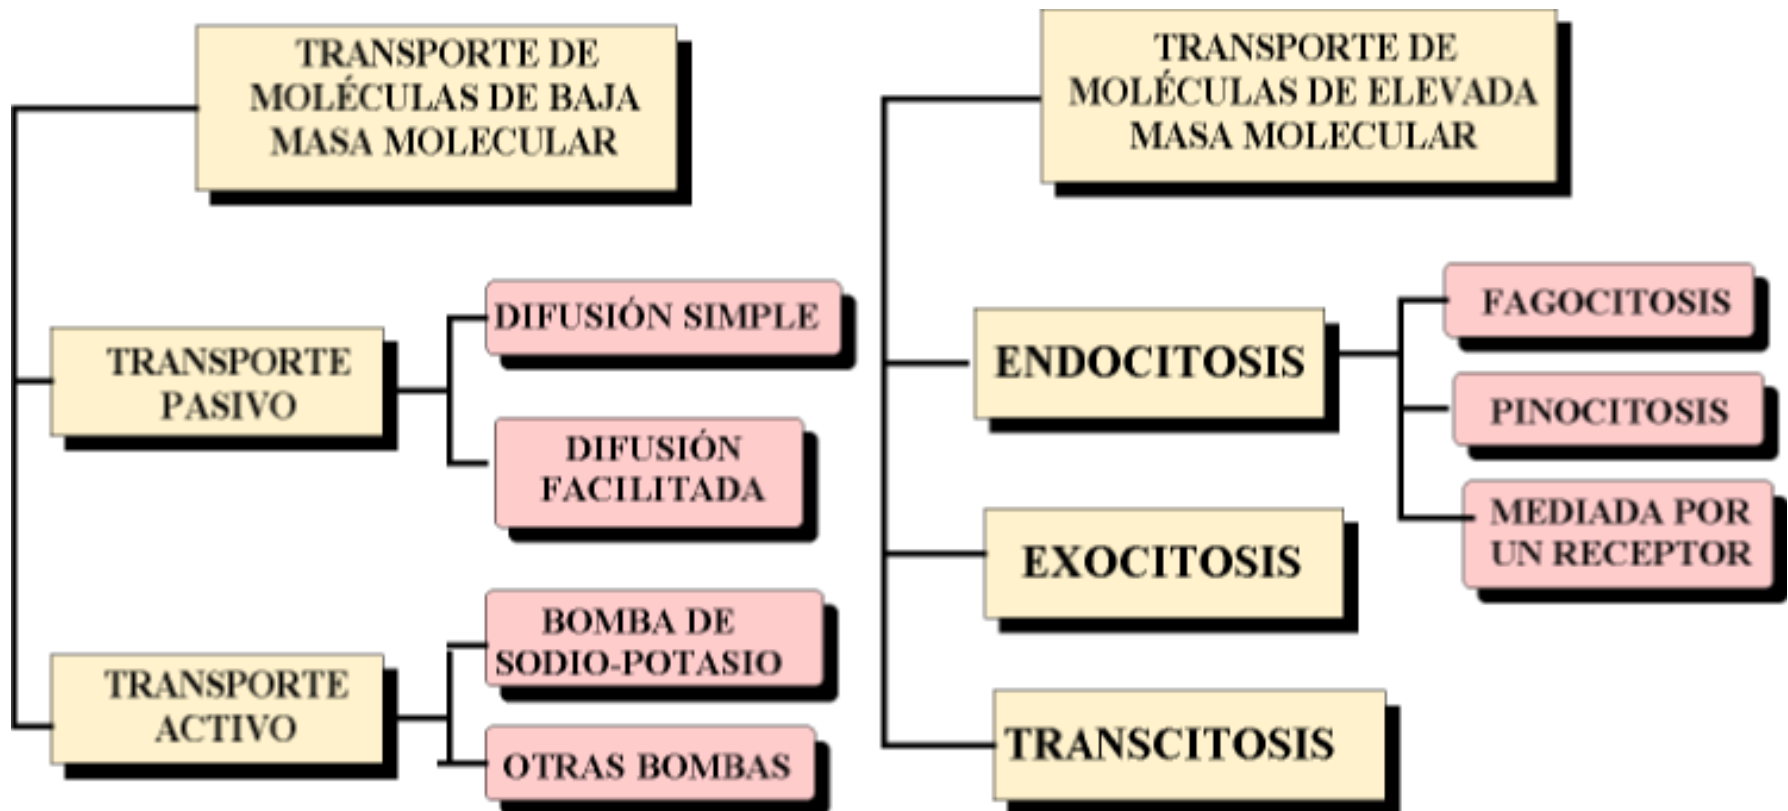 TRANSPORTE DE
MOLÉCULAS DE BAJA
MASA MOLECULAR
TRANSPORTE
PASIVO
DIFUSIÓN SIMPLE
DIFUSIÓN
FACILITADA
TRANSPORTE
ACTIVO
BOMBA DE
SODIO-POTASIO
OTRAS BOMBAS
TRANSPORTE DE
MOLÉCULAS DE ELEVADA
MASA MOLECULAR
ENDOCITOSIS
FAGOCITOSIS
PINOCITOSIS
MEDIADA POR
UN RECEPTOR
EXOCITOSIS
TRANSCITOSIS